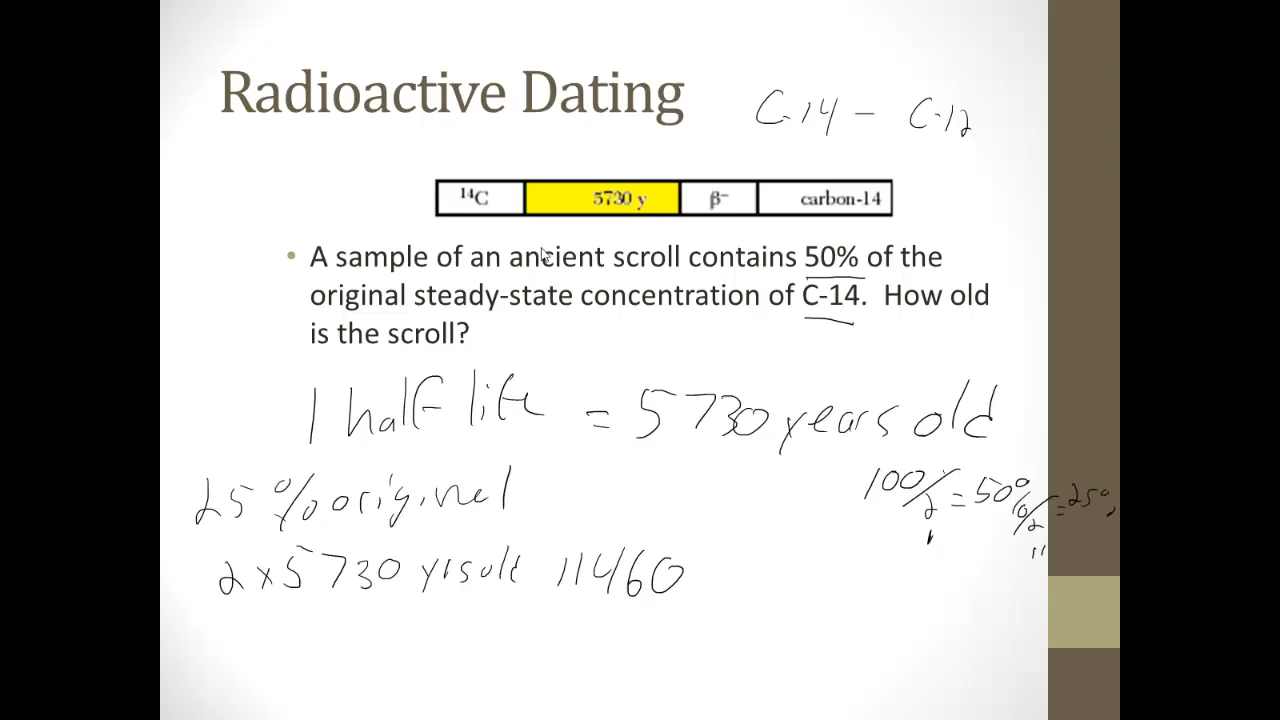 Radioactive Dating
C-14 - C-12
14C 5730 y β− carbon-14
• A sample of an ancient scroll contains 50% of the
original steady-state concentration of C-14. How old
is the scroll?
1 half life = 5730 years old
25% original
100/2 = 50%/2 = 25%
2 x 5730 yrs old 11460